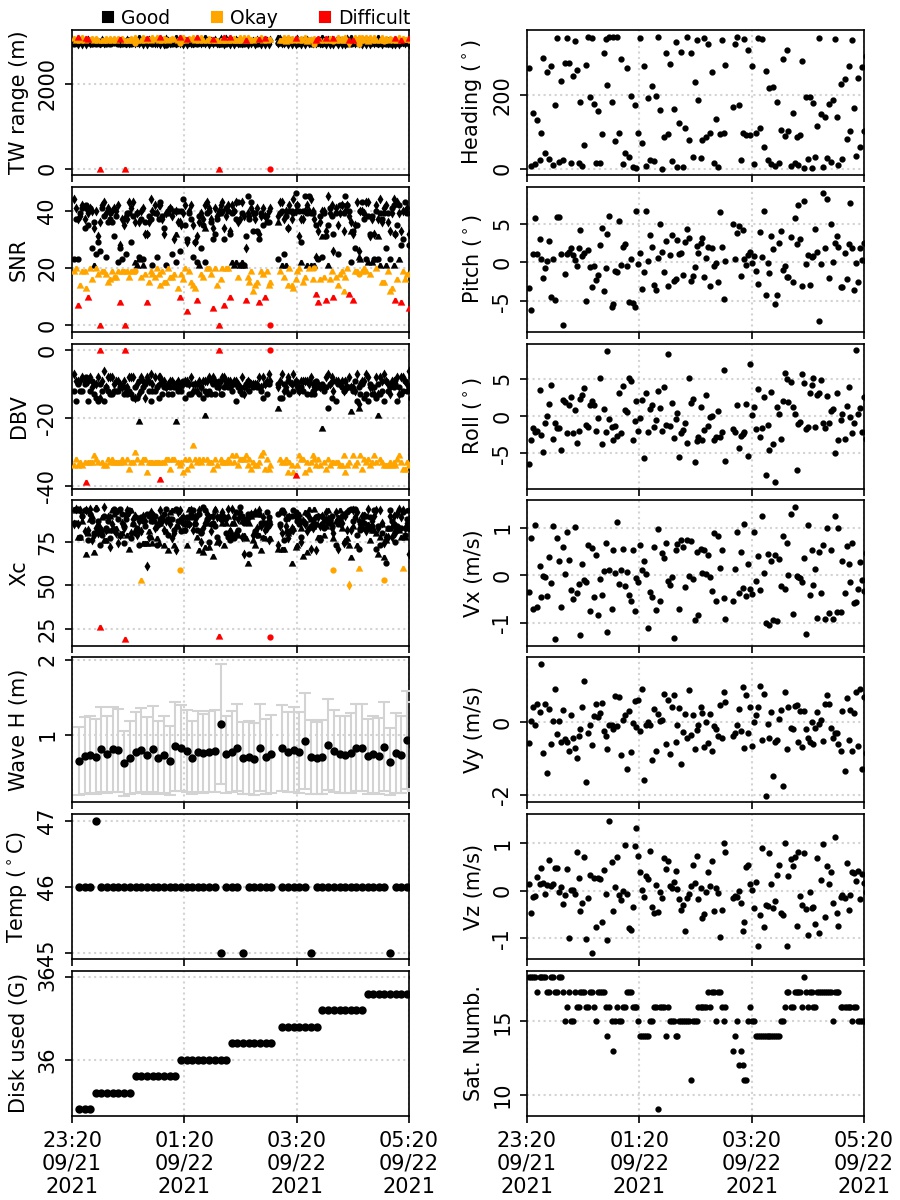 Good Okay Difficult
TW range (m)
2000
0
Heading (°)
200
0
SNR
40
20
0
Pitch (°)
5
0
-5
DBV
0
-20
-40
Roll (°)
5
0
-5
Xc
75
50
25
Vx (m/s)
1
0
-1
Wave H (m)
2
1
Vy (m/s)
0
-2
Temp (°C)
47
46
45
Vz (m/s)
1
0
-1
Disk used (G)
364
36
Sat. Numb.
15
10
23:20 01:20 03:20 05:20
09/21 09/22 09/22 09/22
2021 2021 2021 2021
23:20 01:20 03:20 05:20
09/21 09/22 09/22 09/22
2021 2021 2021 2021